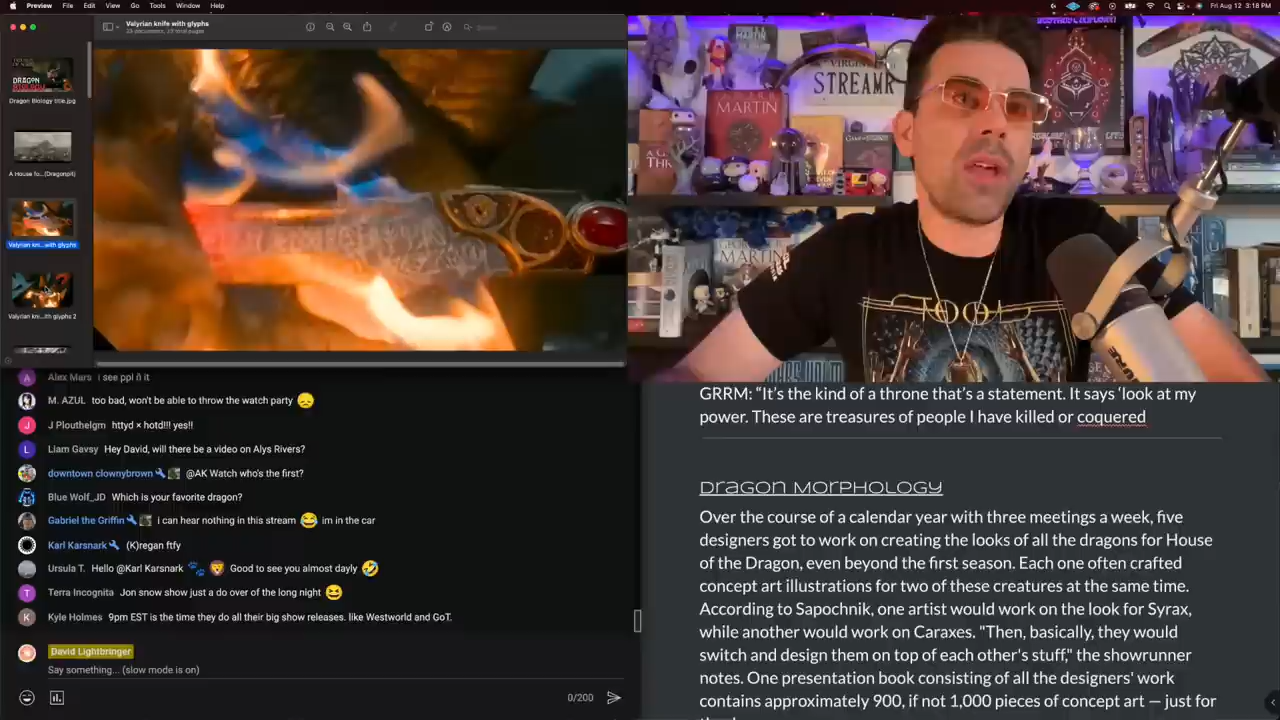 Preview File Edit View Go Tools Window Help
Fri Aug 12 3:18 PM
Valyrian knife with glyphs
DRAGON
Dragon Biology title.jpg
A House fo...(Dragonpit)
Valyrian kn...with glyphs
Valyrian kn...ith glyphs 2
VIRGIN
STREAMR
MARTIN
GAME OF THRONES
GEORGE R.R.
MARTIN
TOOL
SHURE
Alex Mars i see ppl ñ it
M. AZUL too bad, won't be able to throw the watch party 😞
J Plouthelgm httyd × hotd!!! yes!!
Liam Gavsy Hey David, will there be a video on Alys Rivers?
downtown clownybrown @AK Watch who's the first?
Blue Wolf_JD Which is your favorite dragon?
Gabriel the Griffin i can hear nothing in this stream 😂 im in the car
Karl Karsnark (K)regan ftfy
Ursula T. Hello @Karl Karsnark 🐾 🦁 Good to see you almost dayly 🤣
Terra Incognita Jon snow show just a do over of the long night 😆
Kyle Holmes 9pm EST is the time they do all their big show releases. like Westworld and GoT.
David Lightbringer
Say something... (slow mode is on)
0/200
GRRM: “It’s the kind of a throne that’s a statement. It says ‘look at my
power. These are treasures of people I have killed or coquered
Dragon Morphology
Over the course of a calendar year with three meetings a week, five
designers got to work on creating the looks of all the dragons for House
of the Dragon, even beyond the first season. Each one often crafted
concept art illustrations for two of these creatures at the same time.
According to Sapochnik, one artist would work on the look for Syrax,
while another would work on Caraxes. "Then, basically, they would
switch and design them on top of each other's stuff," the showrunner
notes. One presentation book consisting of all the designers' work
contains approximately 900, if not 1,000 pieces of concept art — just for